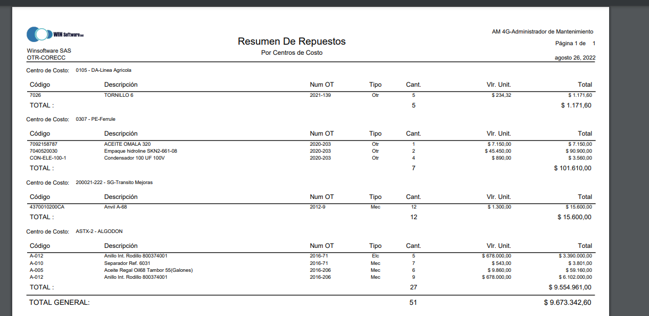 WIN Software SAS
AM 4G-Administrador de Mantenimiento
Resumen De Repuestos
Página 1 de 1
Winsoftware SAS
Por Centros de Costo
OTR-CORECC
agosto 26, 2022
Centro de Costo: 0105 - DA-Linea Agricola
Código Descripción Num OT Tipo Cant. Vlr. Unit. Total
7026 TORNILLO 6 2021-139 Otr 5 $ 234,32 $ 1.171,60
TOTAL : 5 $ 1.171,60
Centro de Costo: 0307 - PE-Ferrule
Código Descripción Num OT Tipo Cant. Vlr. Unit. Total
7092158787 ACEITE OMALA 320 2020-203 Otr 1 $ 7.150,00 $ 7.150,00
7040520030 Empaque hidroline SKN2-661-08 2020-203 Otr 2 $ 45.450,00 $ 90.900,00
CON-ELE-100-1 Condensador 100 UF 100V 2020-203 Otr 4 $ 890,00 $ 3.560,00
TOTAL : 7 $ 101.610,00
Centro de Costo: 200021-222 - SG-Transito Mejoras
Código Descripción Num OT Tipo Cant. Vlr. Unit. Total
4370010200CA Anvil A-68 2012-9 Mec 12 $ 1.300,00 $ 15.600,00
TOTAL : 12 $ 15.600,00
Centro de Costo: ASTX-2 - ALGODON
Código Descripción Num OT Tipo Cant. Vlr. Unit. Total
A-012 Anillo Int. Rodillo 800374001 2016-71 Elc 5 $ 678.000,00 $ 3.390.000,00
A-010 Separador Ref. 6031 2016-71 Mec 7 $ 543,00 $ 3.801,00
A-005 Aceite Regal Oil68 Tambor 55(Galones) 2016-206 Mec 6 $ 9.860,00 $ 59.160,00
A-012 Anillo Int. Rodillo 800374001 2016-206 Mec 9 $ 678.000,00 $ 6.102.000,00
TOTAL : 27 $ 9.554.961,00
TOTAL GENERAL: 51 $ 9.673.342,60